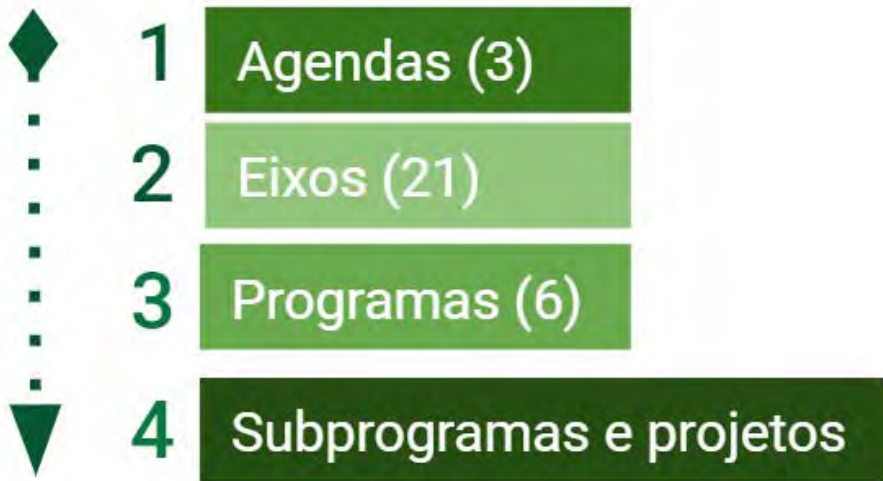 1 Agendas (3)
2 Eixos (21)
3 Programas (6)
4 Subprogramas e projetos